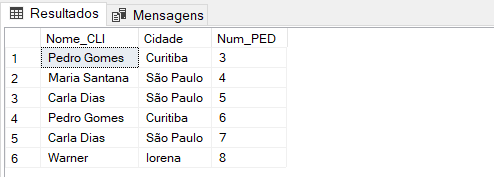 Resultados Mensagens
Nome_CLI Cidade Num_PED
1 Pedro Gomes Curitiba 3
2 Maria Santana São Paulo 4
3 Carla Dias São Paulo 5
4 Pedro Gomes Curitiba 6
5 Carla Dias São Paulo 7
6 Warner lorena 8